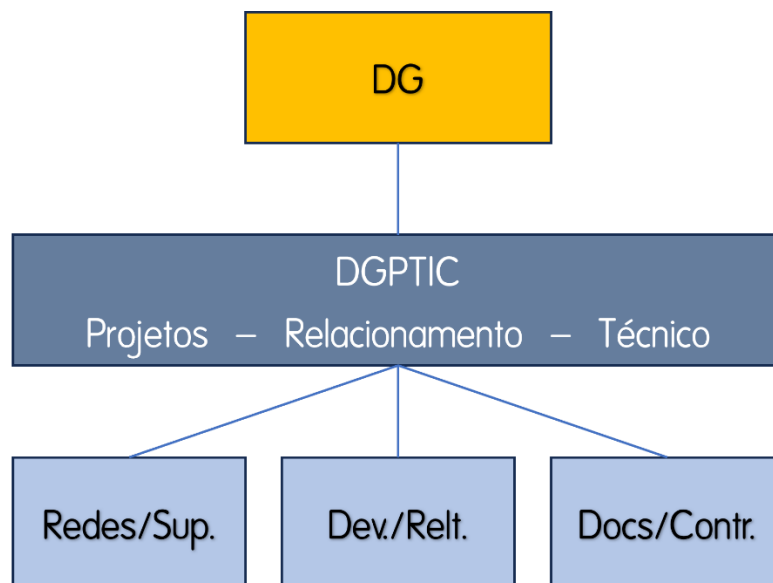 DG
DGPTIC
Projetos – Relacionamento – Técnico
Redes/Sup.
Dev./Relt.
Docs/Contr.